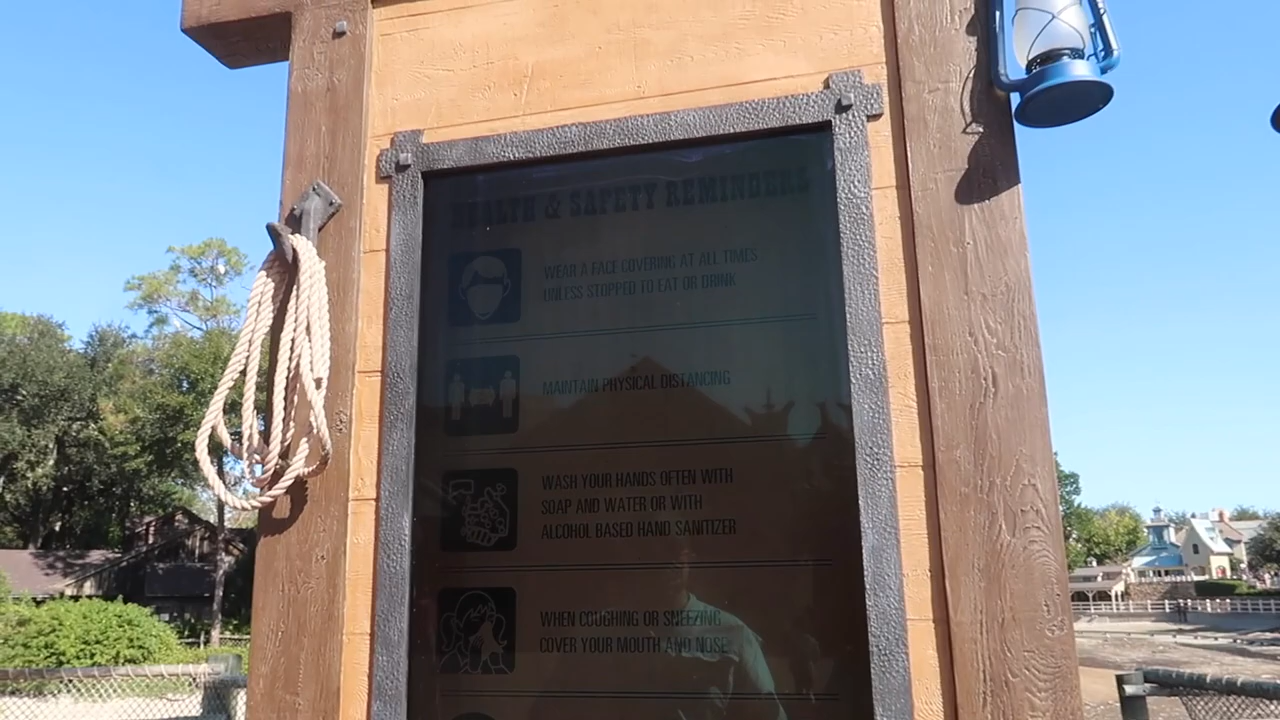 HEALTH & SAFETY REMINDERS
WEAR A FACE COVERING AT ALL TIMES
UNLESS STOPPED TO EAT OR DRINK
MAINTAIN PHYSICAL DISTANCING
WASH YOUR HANDS OFTEN WITH
SOAP AND WATER OR WITH
ALCOHOL BASED HAND SANITIZER
WHEN COUGHING OR SNEEZING
COVER YOUR MOUTH AND NOSE